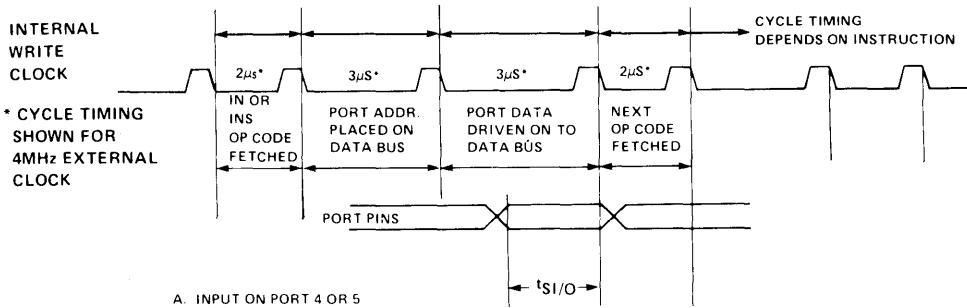 INTERNAL
WRITE
CLOCK
CYCLE TIMING
DEPENDS ON INSTRUCTION
2μs*
3μS*
3μS*
2μS*
* CYCLE TIMING
SHOWN FOR
4MHz EXTERNAL
CLOCK
IN OR
INS
OP CODE
FETCHED
PORT ADDR.
PLACED ON
DATA BUS
PORT DATA
DRIVEN ON TO
DATA BUS
NEXT
OP CODE
FETCHED
PORT PINS
tSI/O
A. INPUT ON PORT 4 OR 5